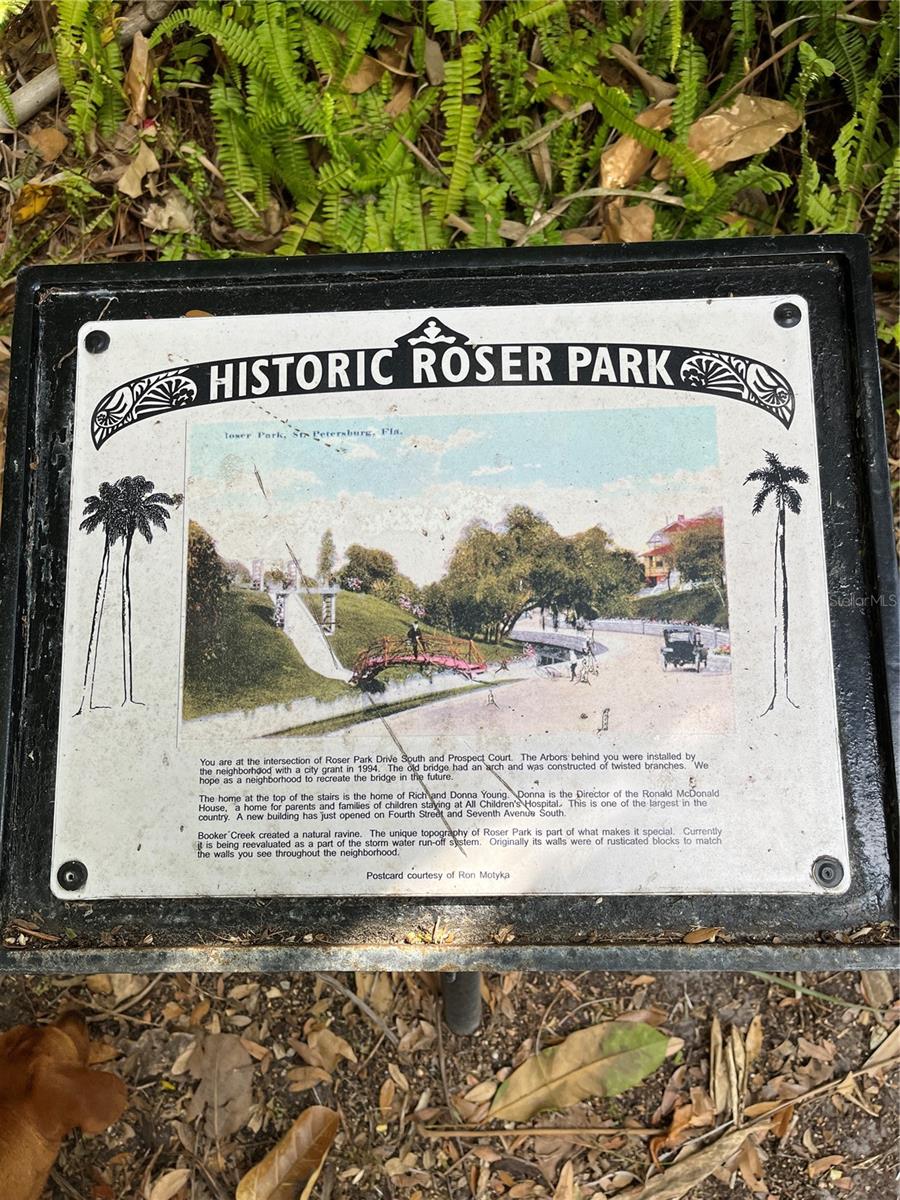 HISTORIC ROSER PARK
Roser Park, St. Petersburg, Fla.
You are at the intersection of Roser Park Drive South and Prospect Court. The Arbors behind you were installed by
the neighborhood with a city grant in 1994. The old bridge had an arch and was constructed of twisted branches. We
hope as a neighborhood to recreate the bridge in the future.
The home at the top of the stairs is the home of Rich and Donna Young. Donna is the Director of the Ronald McDonald
House, a home for parents and families of children staying at All Children's Hospital. This is one of the largest in the
country. A new building has just opened on Fourth Street and Seventh Avenue South.
Booker Creek created a natural ravine. The unique topography of Roser Park is part of what makes it special. Currently
it is being reevaluated as a part of the storm water run-off system. Originally its walls were of rusticated blocks to match
the walls you see throughout the neighborhood.
Postcard courtesy of Ron Motyka
StellarMLS